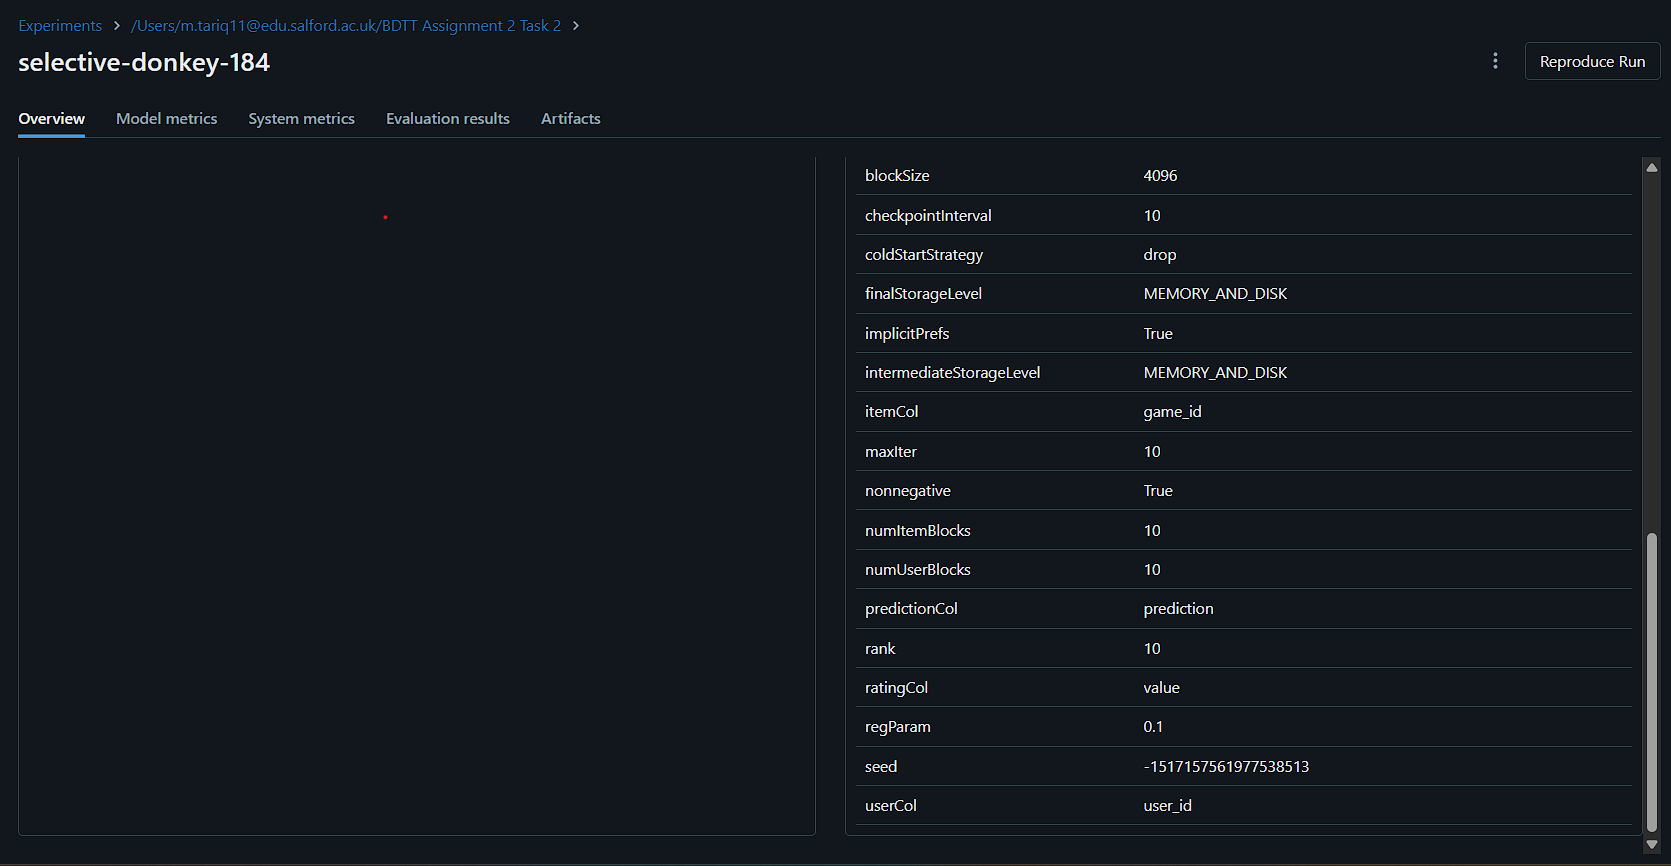 Experiments > /Users/m.tariq11@edu.salford.ac.uk/BDTT Assignment 2 Task 2 >
selective-donkey-184
Reproduce Run
Overview Model metrics System metrics Evaluation results Artifacts
blockSize 4096
checkpointInterval 10
coldStartStrategy drop
finalStorageLevel MEMORY_AND_DISK
implicitPrefs True
intermediateStorageLevel MEMORY_AND_DISK
itemCol game_id
maxIter 10
nonnegative True
numItemBlocks 10
numUserBlocks 10
predictionCol prediction
rank 10
ratingCol value
regParam 0.1
seed -1517157561977538513
userCol user_id